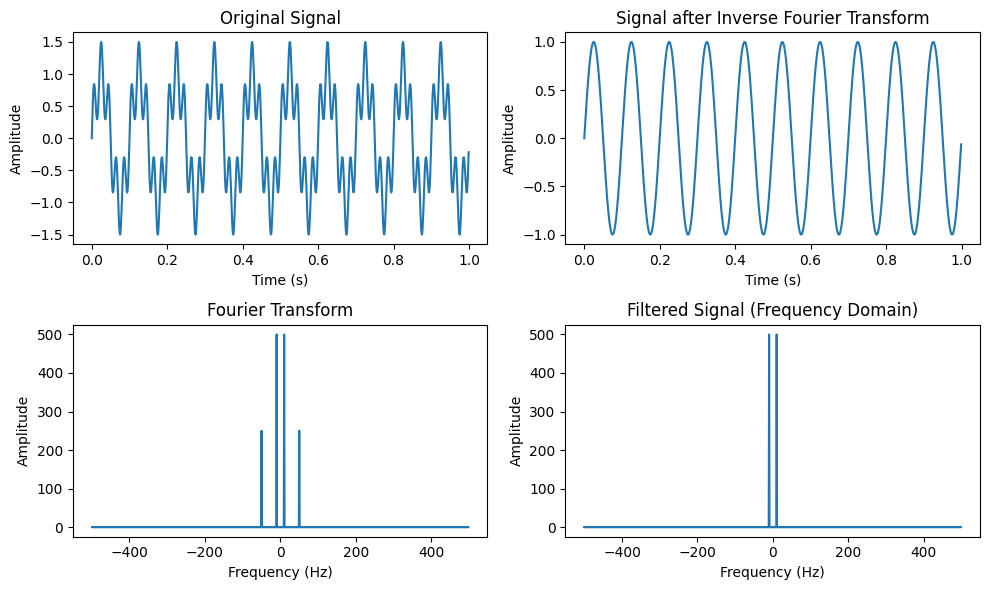 Original Signal
1.5
1.0
0.5
0.0
−0.5
−1.0
−1.5
Amplitude
0.0 0.2 0.4 0.6 0.8 1.0
Time (s)
Signal after Inverse Fourier Transform
1.0
0.5
0.0
−0.5
−1.0
Amplitude
0.0 0.2 0.4 0.6 0.8 1.0
Time (s)
Fourier Transform
500
400
300
200
100
0
Amplitude
−400 −200 0 200 400
Frequency (Hz)
Filtered Signal (Frequency Domain)
500
400
300
200
100
0
Amplitude
−400 −200 0 200 400
Frequency (Hz)